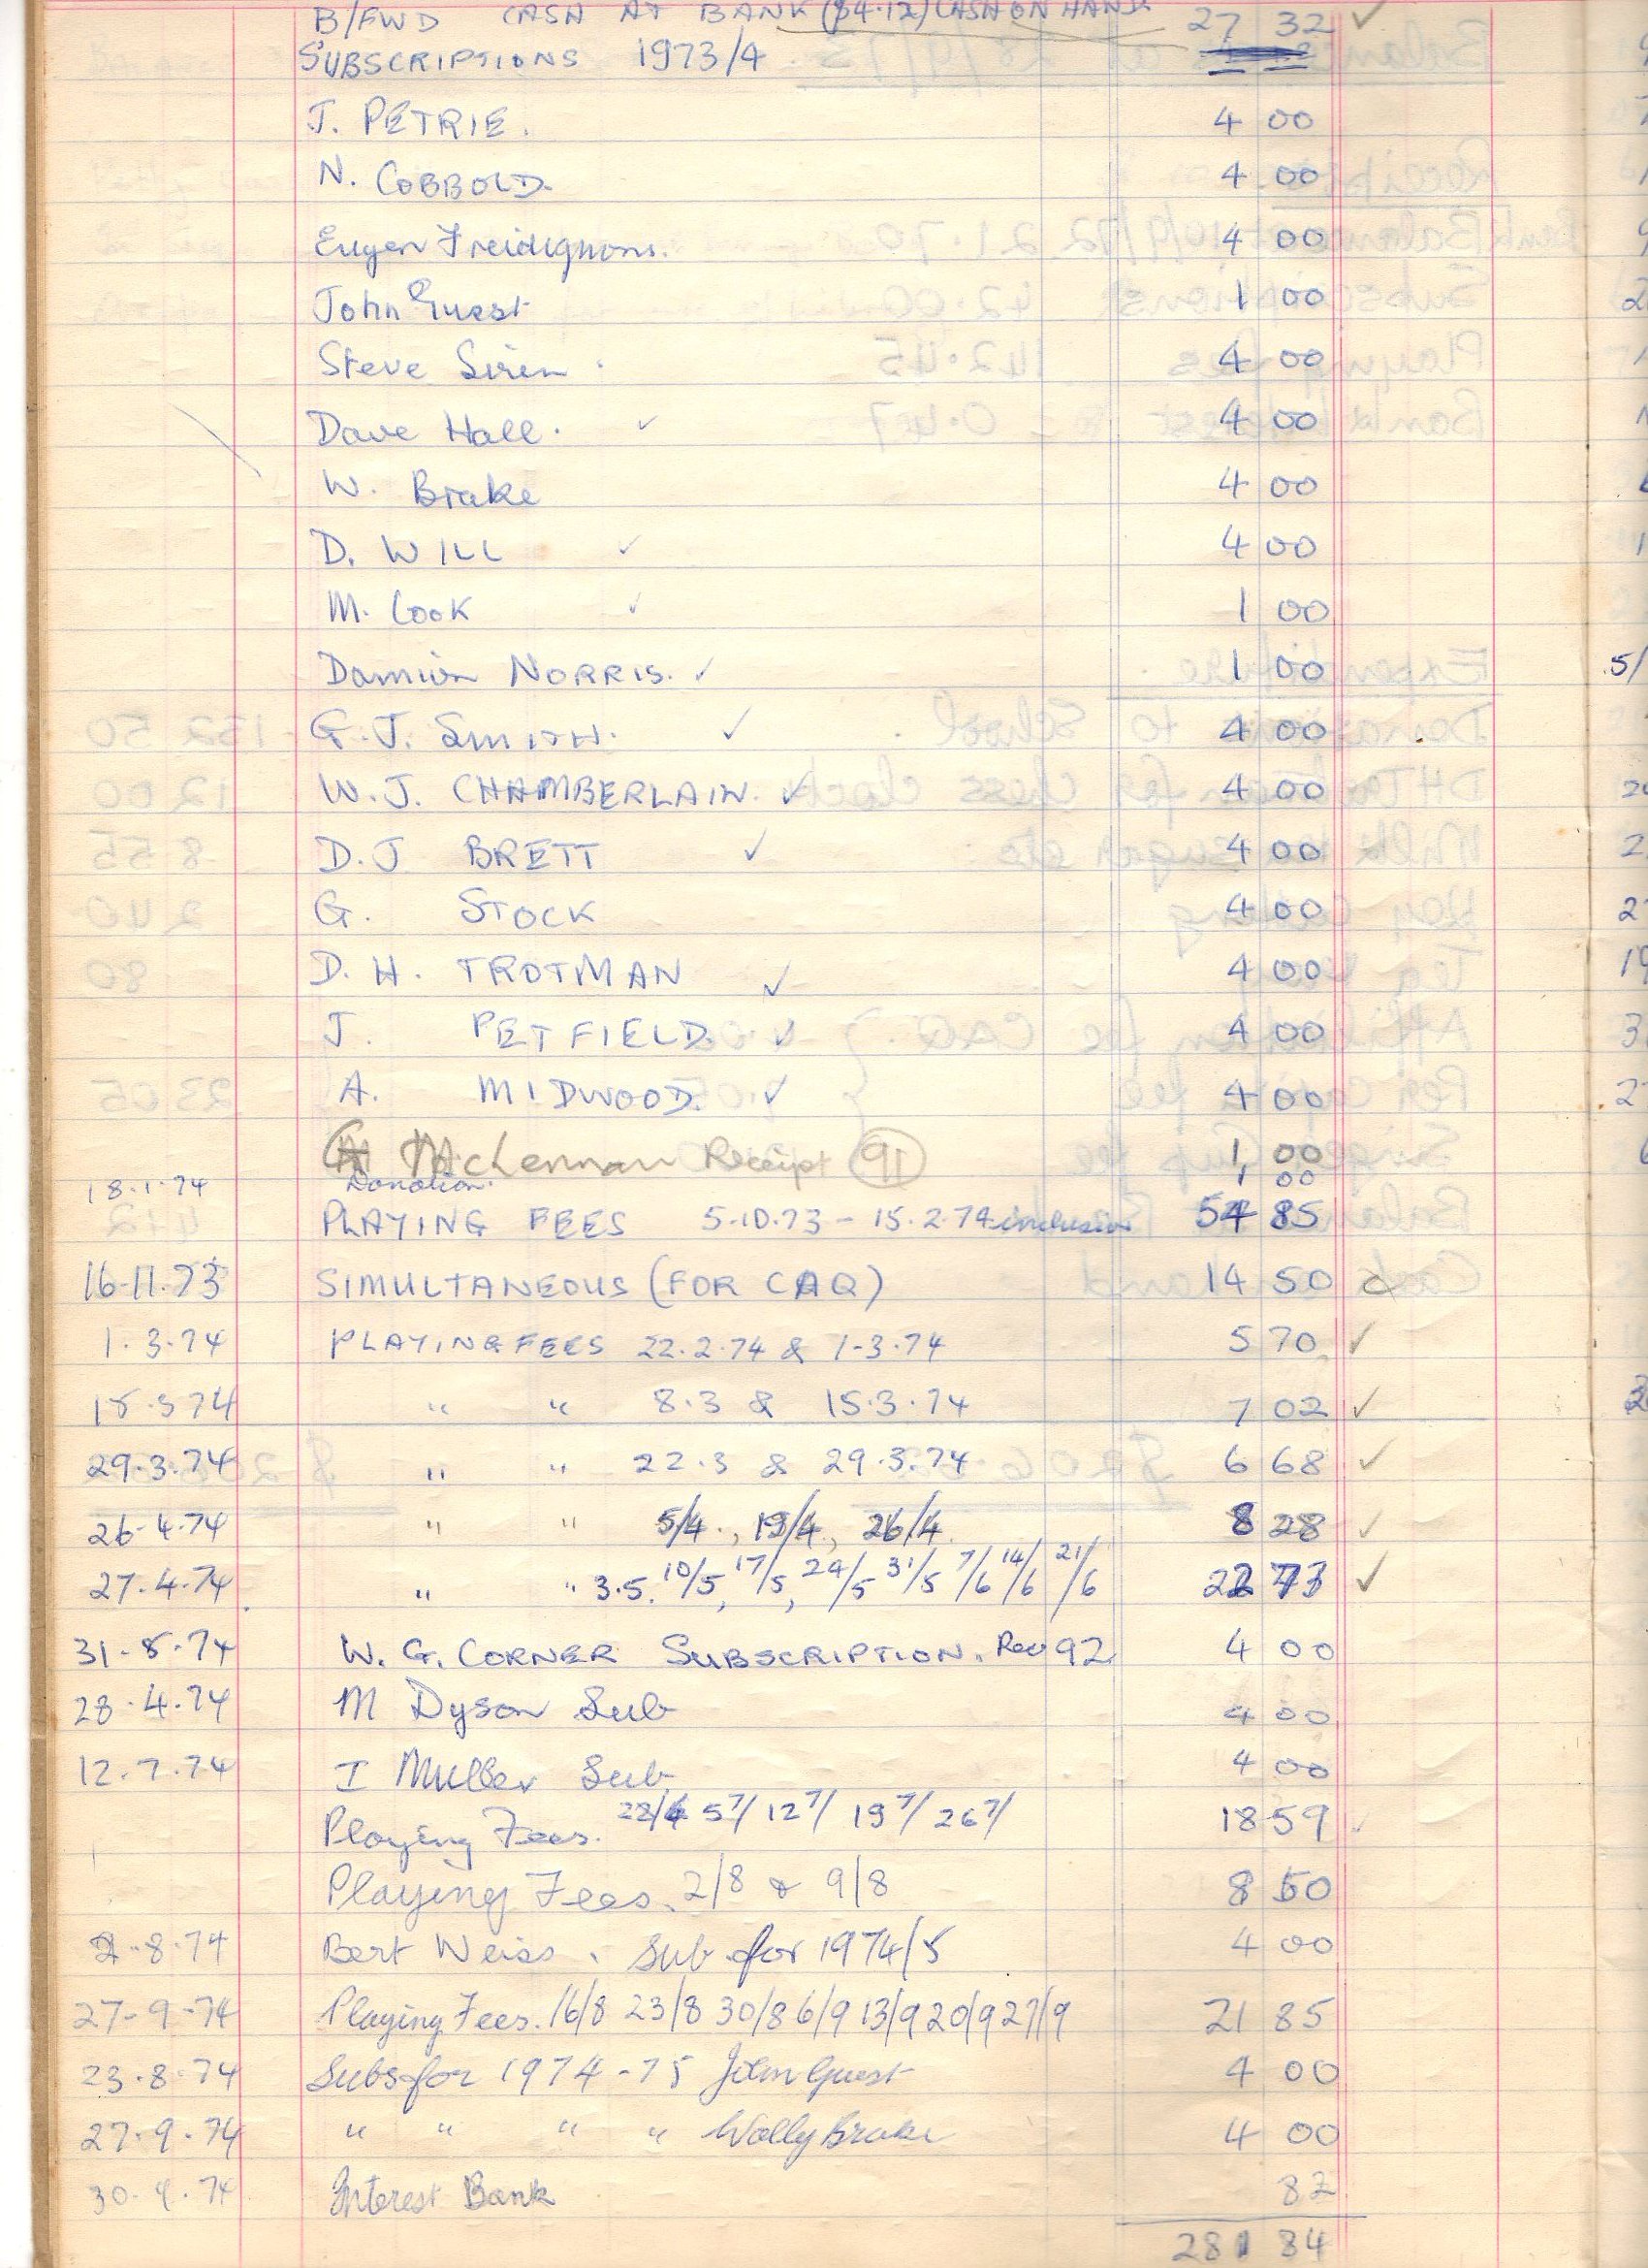 B/FWD CASH AT BANK ($4.12) CASH ON HAND 27 32 ✓
SUBSCRIPTIONS 1973/4
J. PETRIE. 4 00
N. COBBOLD. 4 00
Eugen Freidignons. 4 00
John Guest 1 00
Steve Siren. 4 00
Dave Hall. ✓ 4 00
W. Brake 4 00
D. WILL ✓ 4 00
M. Cook ✓ 1 00
Damien NORRIS. ✓ 1 00
G. J. SMITH. ✓ 4 00
W. J. CHAMBERLAIN. ✓ 4 00
D. J BRETT ✓ 4 00
G. STOCK 4 00
D. H. TROTMAN ✓ 4 00
J. PETFIELD. ✓ 4 00
A. MIDWOOD. ✓ 4 00
McLennan Receipt 91 1 00
18.1.74 Donation. 1 00
PLAYING FEES 5.10.73 - 15.2.74 inclusive 54 85
16.11.73 SIMULTANEOUS (FOR CAQ) 14 50
1.3.74 PLAYING FEES 22.2.74 & 1-3.74 5 70 ✓
15.3 74 " " 8.3 & 15.3.74 7 02 ✓
29.3.74 " " 22.3 & 29.3.74 6 68 ✓
26.4.74 " " 5/4., 19/4, 26/4. 8 28 ✓
27.4.74 " " 3.5. 10/5, 17/5, 24/5 31/5 7/6 14/6 21/6 22 73 ✓
31-5.74 W. G. CORNER SUBSCRIPTION. Rec 92 4 00
28.4.74 M Dyson Sub 4 00
12.7.74 I Muller Sub 4 00
Playing Fees. 28/6 5 7/ 12 7/ 19 7/ 26 7/ 18 59
Playing Fees. 2/8 & 9/8 8 50
2.8.74 Bert Weiss. Sub for 1974/5 4 00
27-9-74 Playing Fees. 16/8 23/8 30/8 6/9 13/9 20/9 27/9 21 85
23.8.74 Subs for 1974-75 John Guest 4 00
27.9.74 " " " " Wally Brake 4 00
30.9.74 Interest Bank 82
281 84